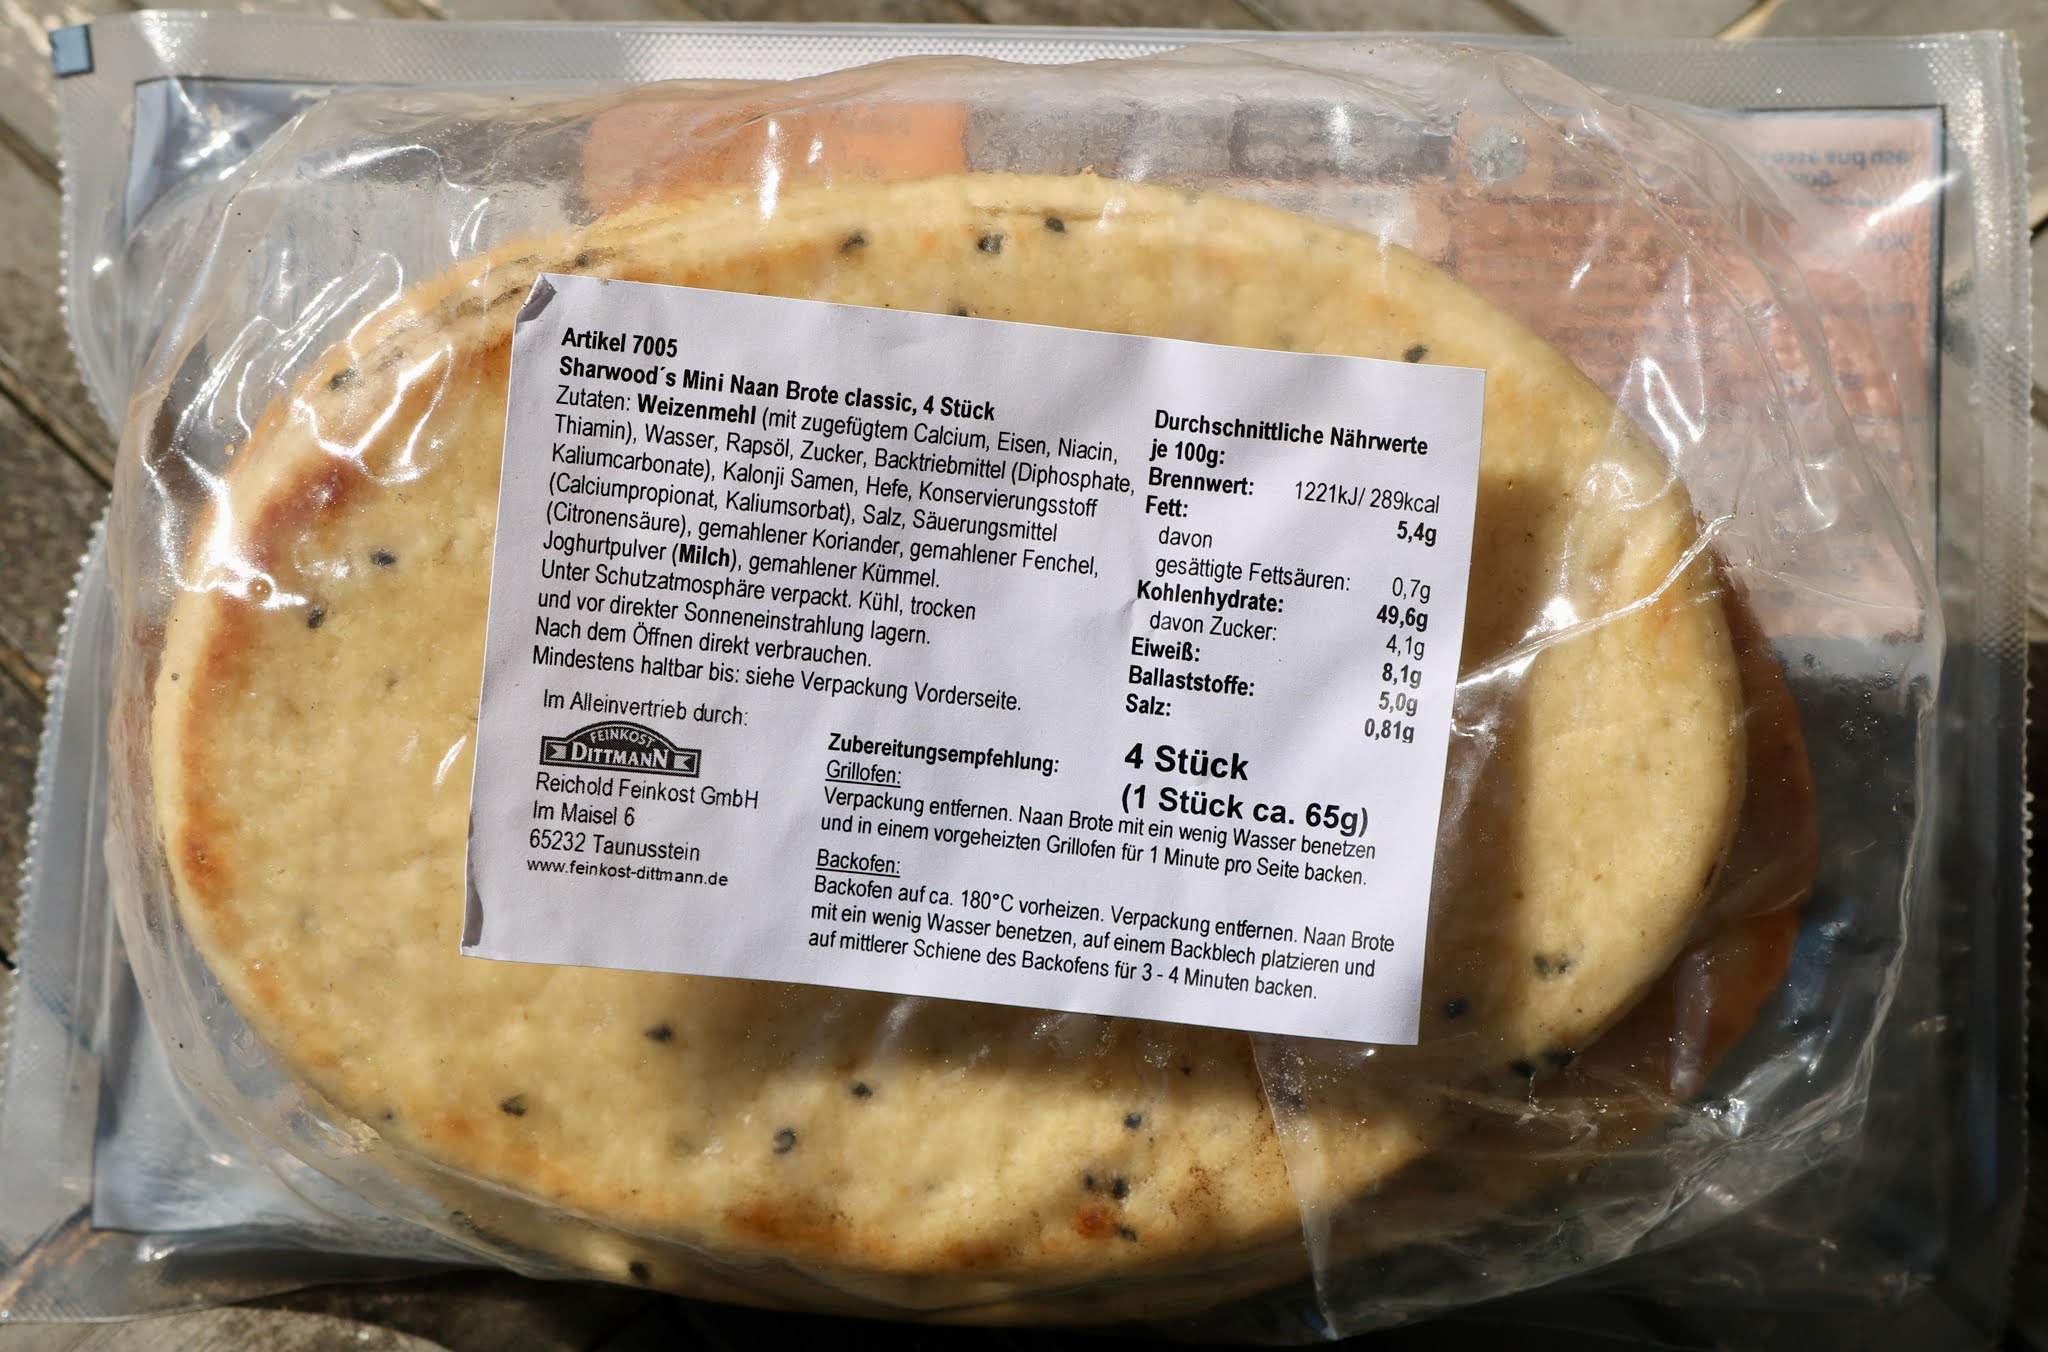 Artikel 7005
Sharwood´s Mini Naan Brote classic, 4 Stück
Zutaten: Weizenmehl (mit zugefügtem Calcium, Eisen, Niacin,
Thiamin), Wasser, Rapsöl, Zucker, Backtriebmittel (Diphosphate,
Kaliumcarbonate), Kalonji Samen, Hefe, Konservierungsstoff
(Calciumpropionat, Kaliumsorbat), Salz, Säuerungsmittel
(Citronensäure), gemahlener Koriander, gemahlener Fenchel,
Joghurtpulver (Milch), gemahlener Kümmel.
Unter Schutzatmosphäre verpackt. Kühl, trocken
und vor direkter Sonneneinstrahlung lagern.
Nach dem Öffnen direkt verbrauchen.
Mindestens haltbar bis: siehe Verpackung Vorderseite.
Durchschnittliche Nährwerte
je 100g:
Brennwert: 1221kJ/ 289kcal
Fett: 5,4g
davon
gesättigte Fettsäuren: 0,7g
Kohlenhydrate: 49,6g
davon Zucker: 4,1g
Eiweiß: 8,1g
Ballaststoffe: 5,0g
Salz: 0,81g
4 Stück
(1 Stück ca. 65g)
Im Alleinvertrieb durch:
FEINKOST
DITTMANN
Reichold Feinkost GmbH
Im Maisel 6
65232 Taunusstein
www.feinkost-dittmann.de
Zubereitungsempfehlung:
Grillofen:
Verpackung entfernen. Naan Brote mit ein wenig Wasser benetzen
und in einem vorgeheizten Grillofen für 1 Minute pro Seite backen.
Backofen:
Backofen auf ca. 180°C vorheizen. Verpackung entfernen. Naan Brote
mit ein wenig Wasser benetzen, auf einem Backblech platzieren und
auf mittlerer Schiene des Backofens für 3 - 4 Minuten backen.